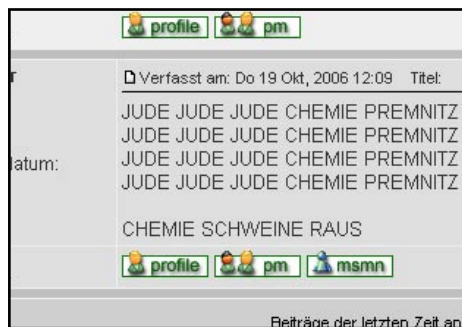 profile pm
r
Verfasst am: Do 19 Okt, 2006 12:09 Titel:
JUDE JUDE JUDE CHEMIE PREMNITZ
JUDE JUDE JUDE CHEMIE PREMNITZ
latum:
JUDE JUDE JUDE CHEMIE PREMNITZ
JUDE JUDE JUDE CHEMIE PREMNITZ
CHEMIE SCHWEINE RAUS
profile pm msmn
Beiträge der letzten Zeit an